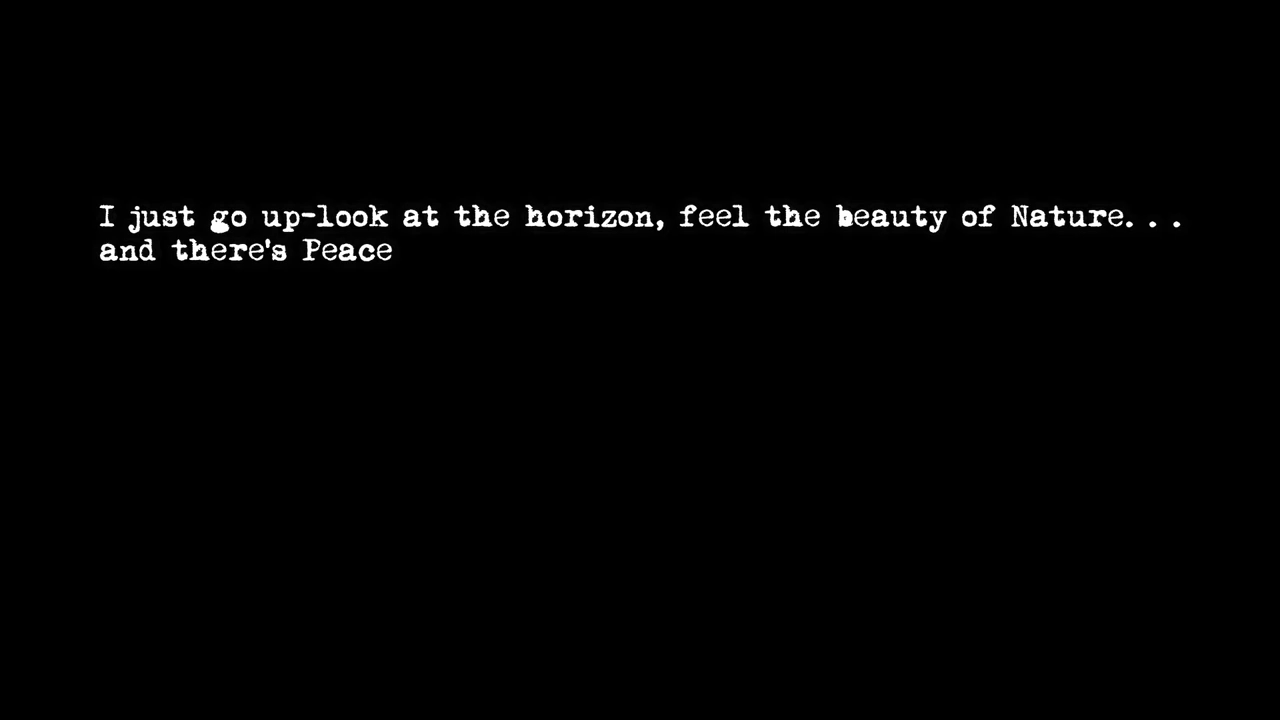 I just go up-look at the horizon, feel the beauty of Nature...
and there's Peace